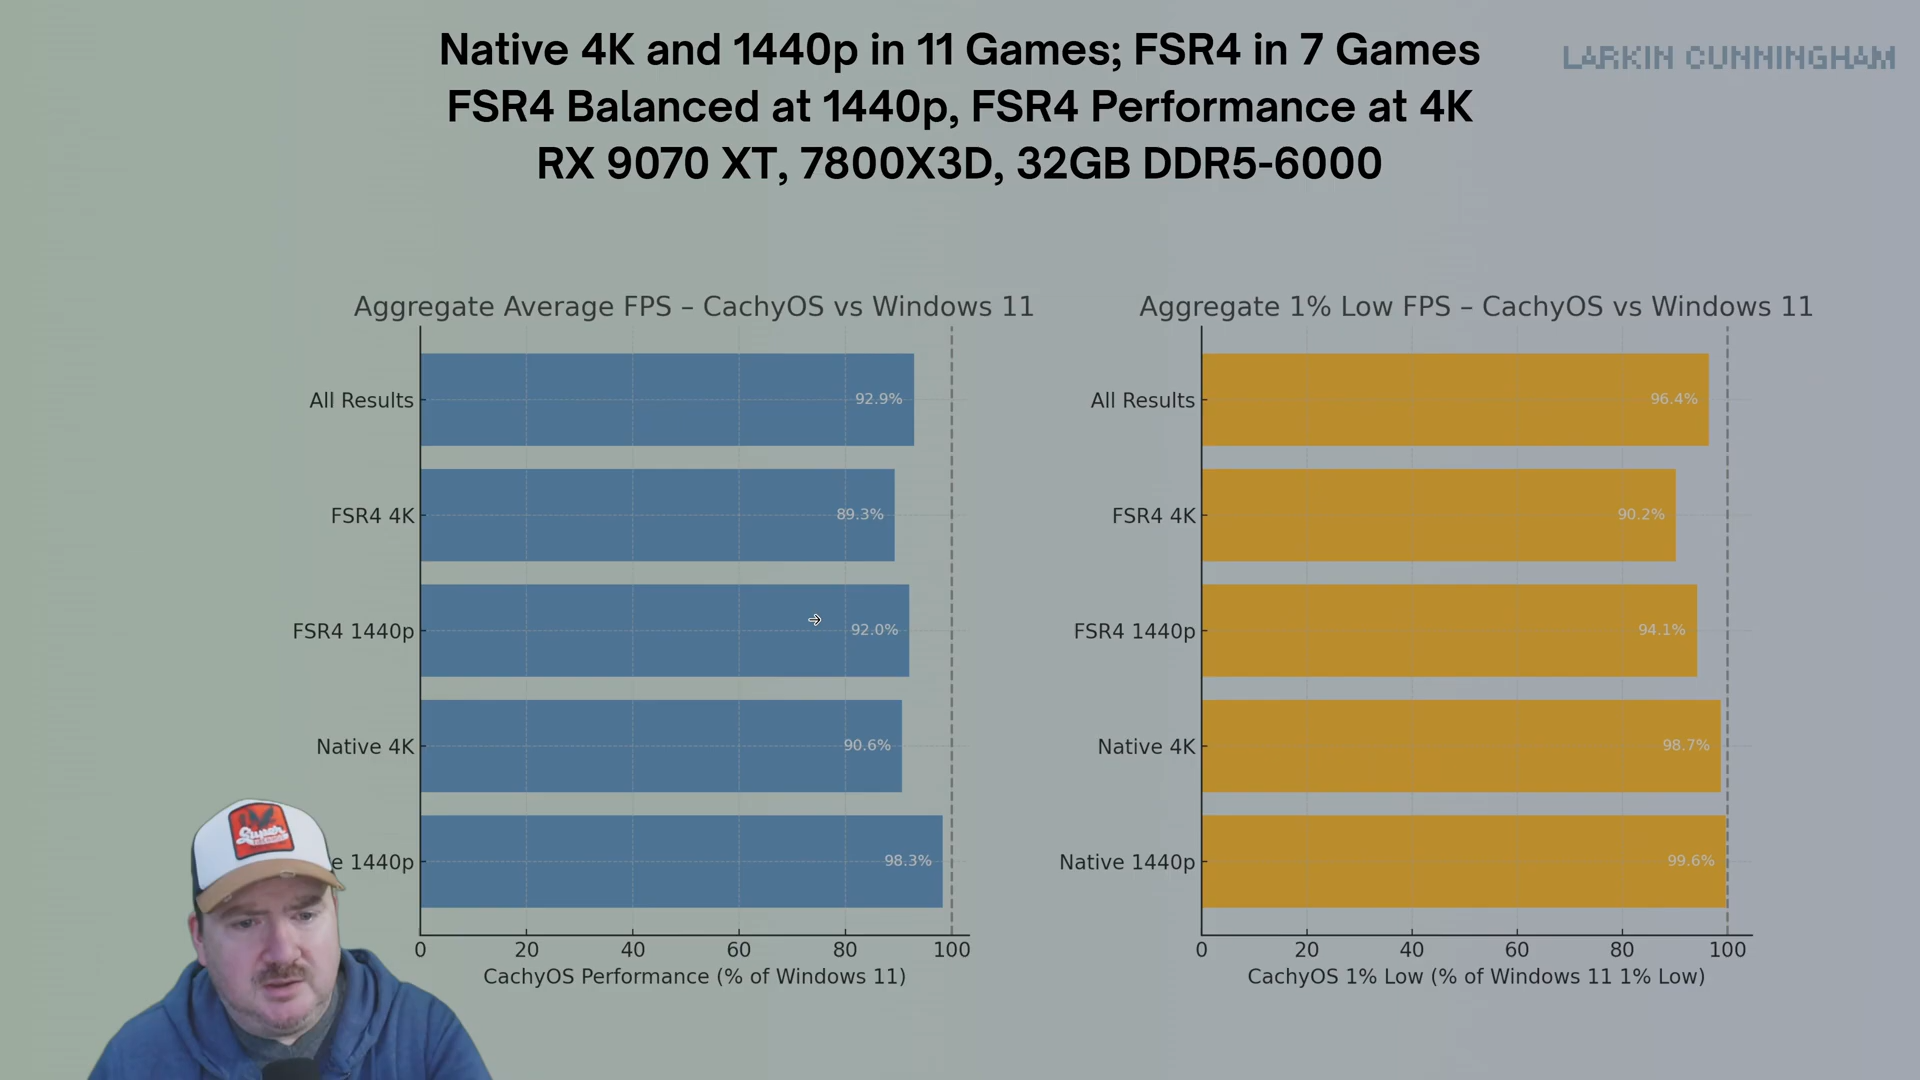 Native 4K and 1440p in 11 Games; FSR4 in 7 Games
FSR4 Balanced at 1440p, FSR4 Performance at 4K
RX 9070 XT, 7800X3D, 32GB DDR5-6000
LARKIN CUNNINGHAM
Aggregate Average FPS – CachyOS vs Windows 11
All Results
92.9%
FSR4 4K
89.3%
FSR4 1440p
92.0%
Native 4K
90.6%
e 1440p
98.3%
0 20 40 60 80 100
CachyOS Performance (% of Windows 11)
Aggregate 1% Low FPS – CachyOS vs Windows 11
All Results
96.4%
FSR4 4K
90.2%
FSR4 1440p
94.1%
Native 4K
98.7%
Native 1440p
99.6%
0 20 40 60 80 100
CachyOS 1% Low (% of Windows 11 1% Low)
Super